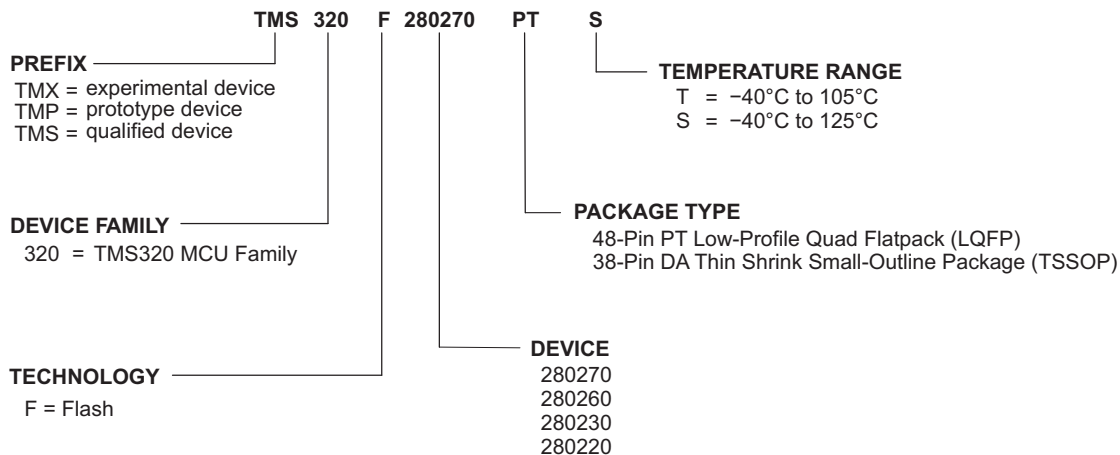 TMS 320 F 280270 PT S
PREFIX
TMX = experimental device
TMP = prototype device
TMS = qualified device
TEMPERATURE RANGE
T = −40°C to 105°C
S = −40°C to 125°C
DEVICE FAMILY
320 = TMS320 MCU Family
PACKAGE TYPE
48-Pin PT Low-Profile Quad Flatpack (LQFP)
38-Pin DA Thin Shrink Small-Outline Package (TSSOP)
TECHNOLOGY
F = Flash
DEVICE
280270
280260
280230
280220